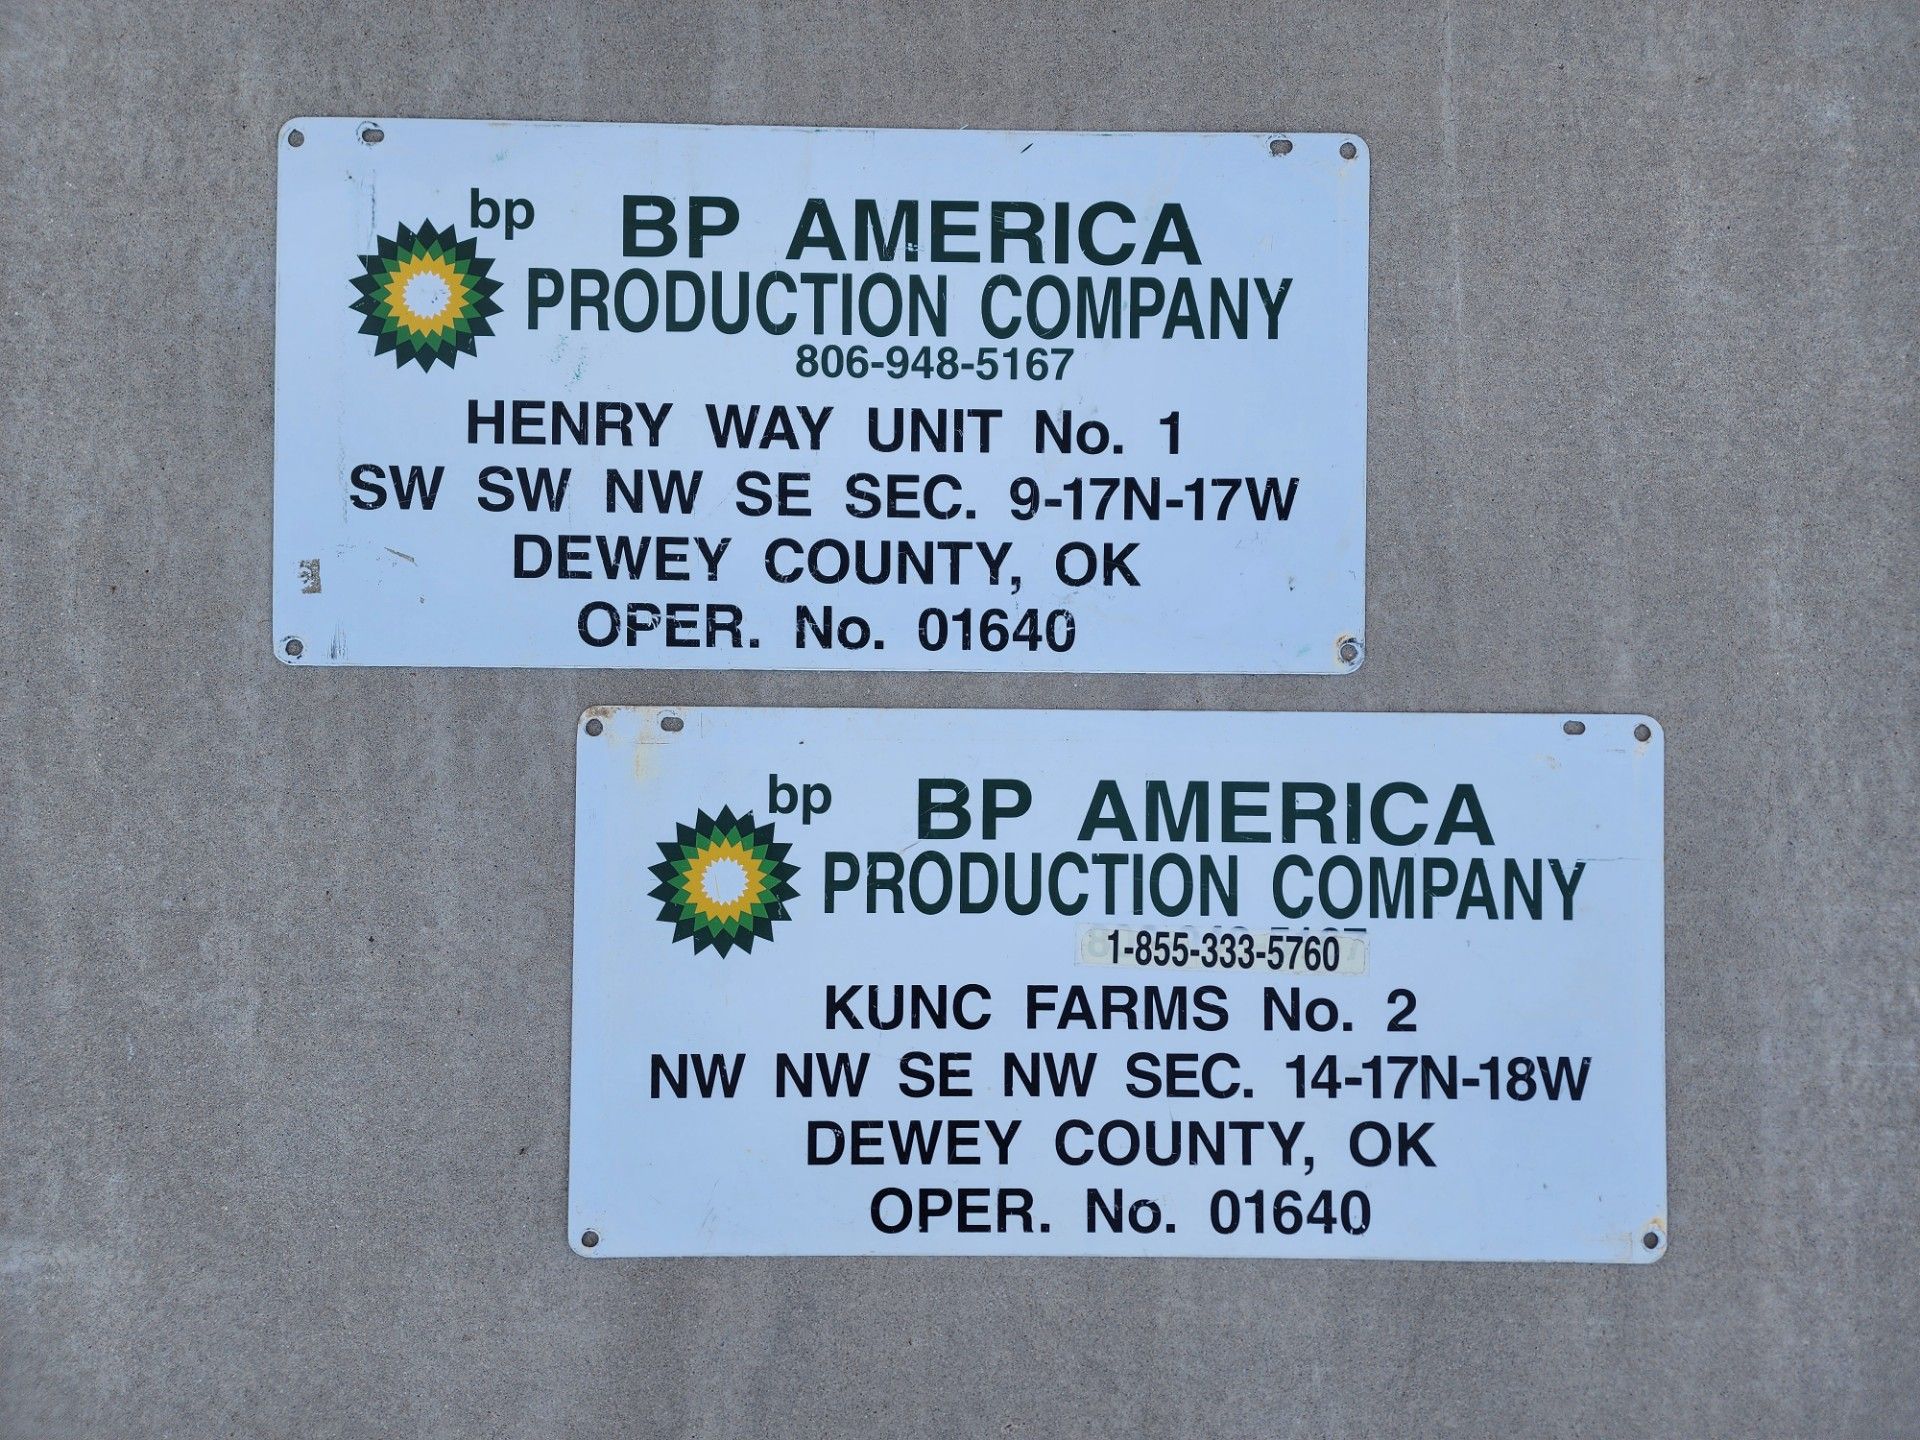 bp
BP AMERICA
PRODUCTION COMPANY
806-948-5167
HENRY WAY UNIT No. 1
SW SW NW SE SEC. 9-17N-17W
DEWEY COUNTY, OK
OPER. No. 01640
bp
BP AMERICA
PRODUCTION COMPANY
1-855-333-5760
KUNC FARMS No. 2
NW NW SE NW SEC. 14-17N-18W
DEWEY COUNTY, OK
OPER. No. 01640